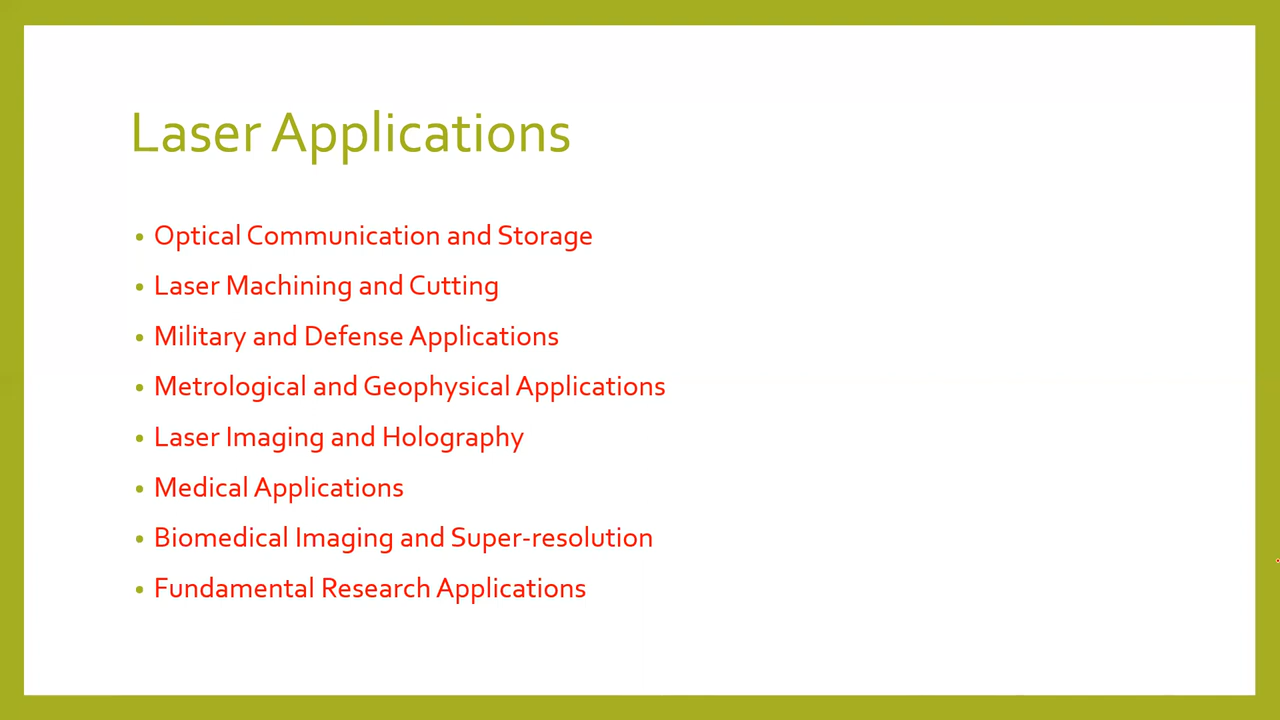 Laser Applications
• Optical Communication and Storage
• Laser Machining and Cutting
• Military and Defense Applications
• Metrological and Geophysical Applications
• Laser Imaging and Holography
• Medical Applications
• Biomedical Imaging and Super-resolution
• Fundamental Research Applications